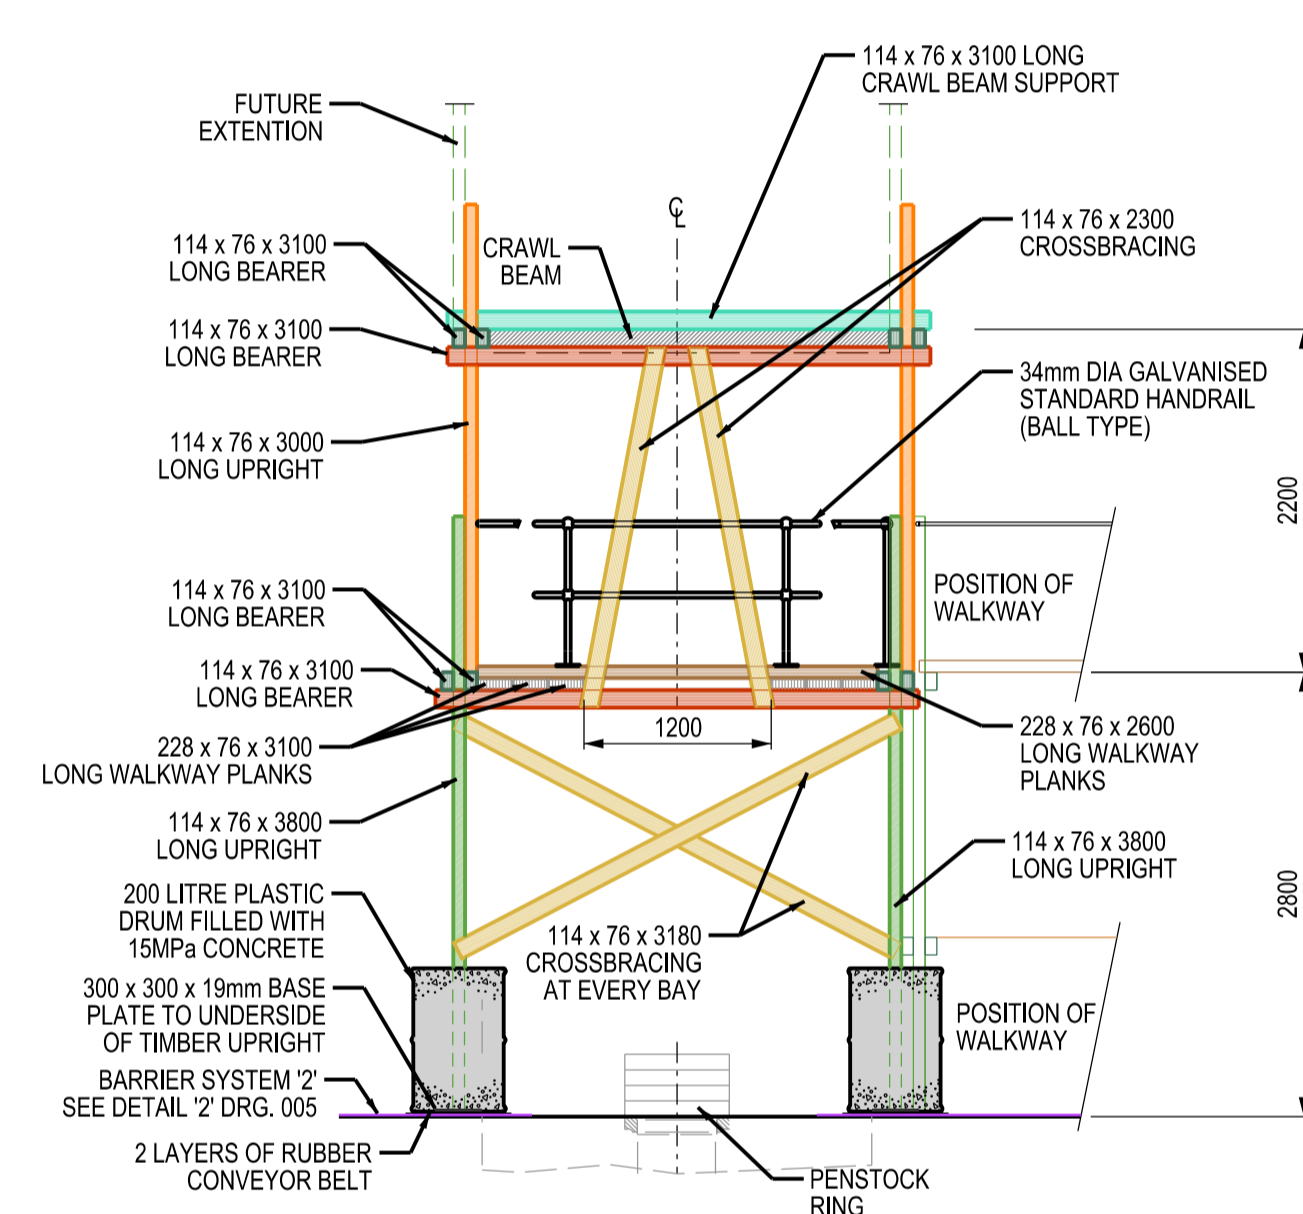 114 x 76 x 3100 LONG
CRAWL BEAM SUPPORT
FUTURE
EXTENTION
℄
114 x 76 x 2300
CROSSBRACING
114 x 76 x 3100
LONG BEARER
CRAWL
BEAM
114 x 76 x 3100
LONG BEARER
34mm DIA GALVANISED
STANDARD HANDRAIL
(BALL TYPE)
114 x 76 x 3000
LONG UPRIGHT
2200
114 x 76 x 3100
LONG BEARER
POSITION OF
WALKWAY
114 x 76 x 3100
LONG BEARER
1200
228 x 76 x 3100
LONG WALKWAY PLANKS
228 x 76 x 2600
LONG WALKWAY
PLANKS
114 x 76 x 3800
LONG UPRIGHT
114 x 76 x 3800
LONG UPRIGHT
2800
200 LITRE PLASTIC
DRUM FILLED WITH
15MPa CONCRETE
114 x 76 x 3180
CROSSBRACING
AT EVERY BAY
300 x 300 x 19mm BASE
PLATE TO UNDERSIDE
OF TIMBER UPRIGHT
POSITION OF
WALKWAY
BARRIER SYSTEM '2'
SEE DETAIL '2' DRG. 005
2 LAYERS OF RUBBER
CONVEYOR BELT
PENSTOCK
RING